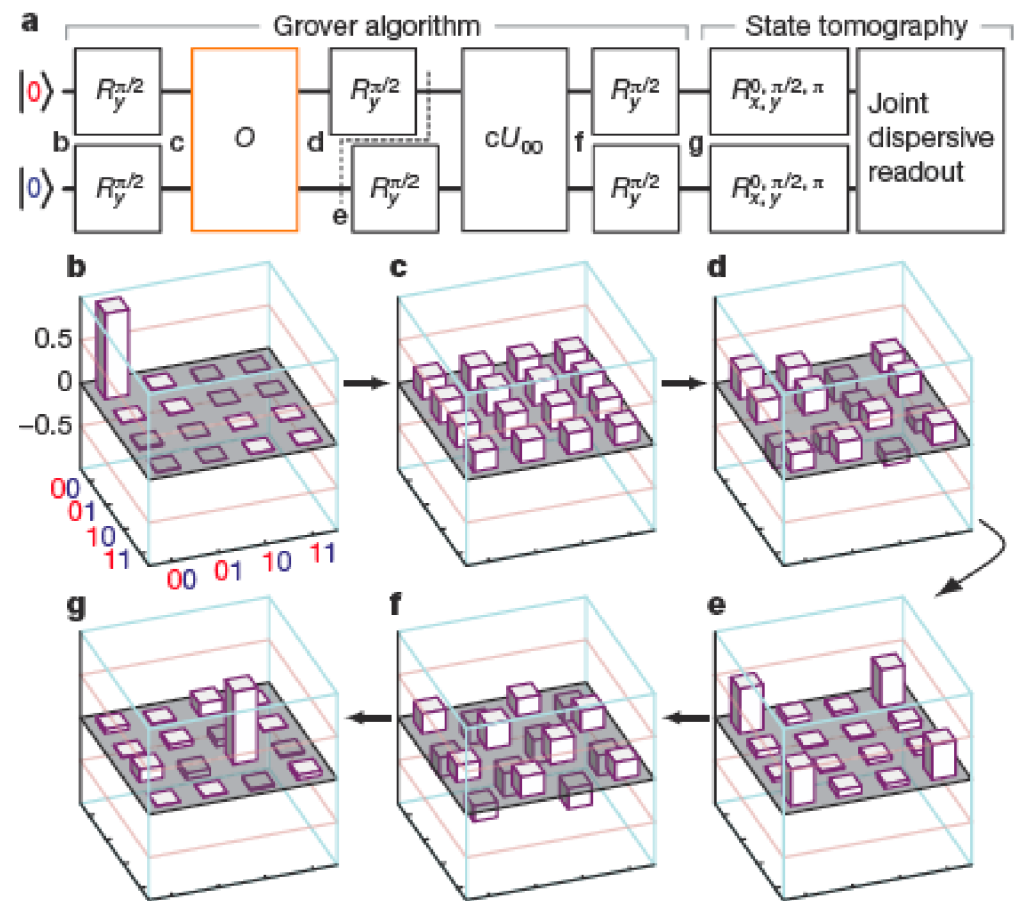 a
Grover algorithm
State tomography
|0⟩
R_y^{π/2}
O
R_y^{π/2}
cU₀₀
R_y^{π/2}
R_{x, y}^{0, π/2, π}
Joint
dispersive
readout
b
c
d
f
g
|0⟩
R_y^{π/2}
e
R_y^{π/2}
R_y^{π/2}
R_{x, y}^{0, π/2, π}
b
c
d
0.5
0
−0.5
00
01
10
11
00 01 10 11
g
f
e